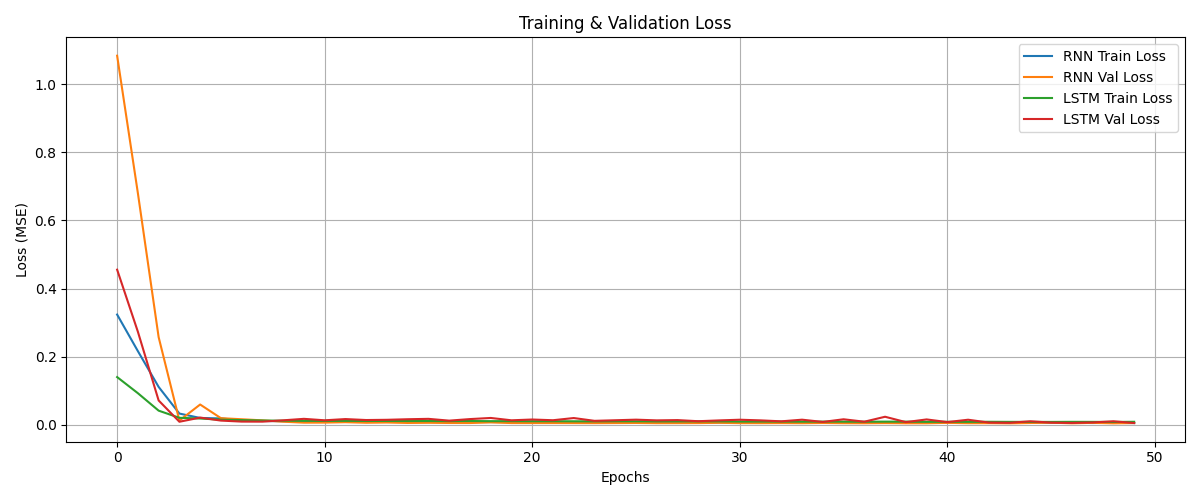 Training & Validation Loss
RNN Train Loss
RNN Val Loss
LSTM Train Loss
LSTM Val Loss
Loss (MSE)
1.0
0.8
0.6
0.4
0.2
0.0
0 10 20 30 40 50
Epochs